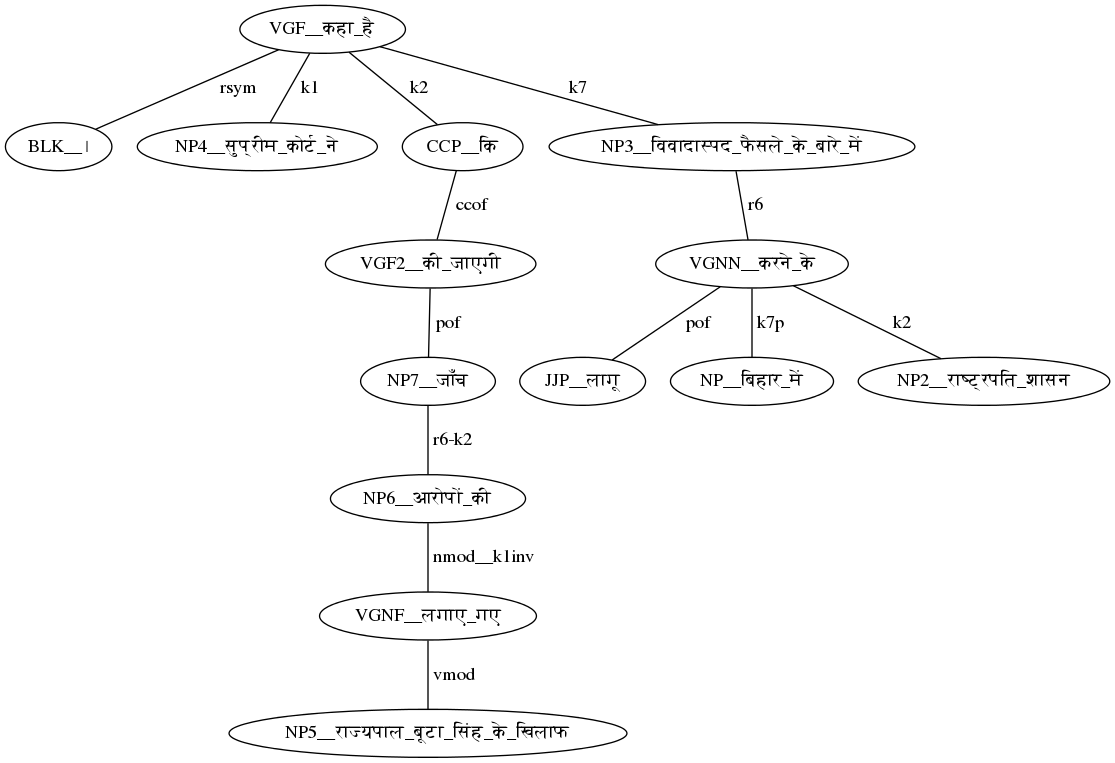 VGF__कहा_है
rsym k1 k2 k7
BLK__। NP4__सुप्रीम_कोर्ट_ने CCP__कि NP3__विवादास्पद_फैसले_के_बारे_में
ccof r6
VGF2__की_जाएगी VGNN__करने_के
pof pof k7p k2
NP7__जाँच JJP__लागू NP__बिहार_में NP2__राष्ट्रपति_शासन
r6-k2
NP6__आरोपों_की
nmod__k1inv
VGNF__लगाए_गए
vmod
NP5__राज्यपाल_बूटा_सिंह_के_खिलाफ